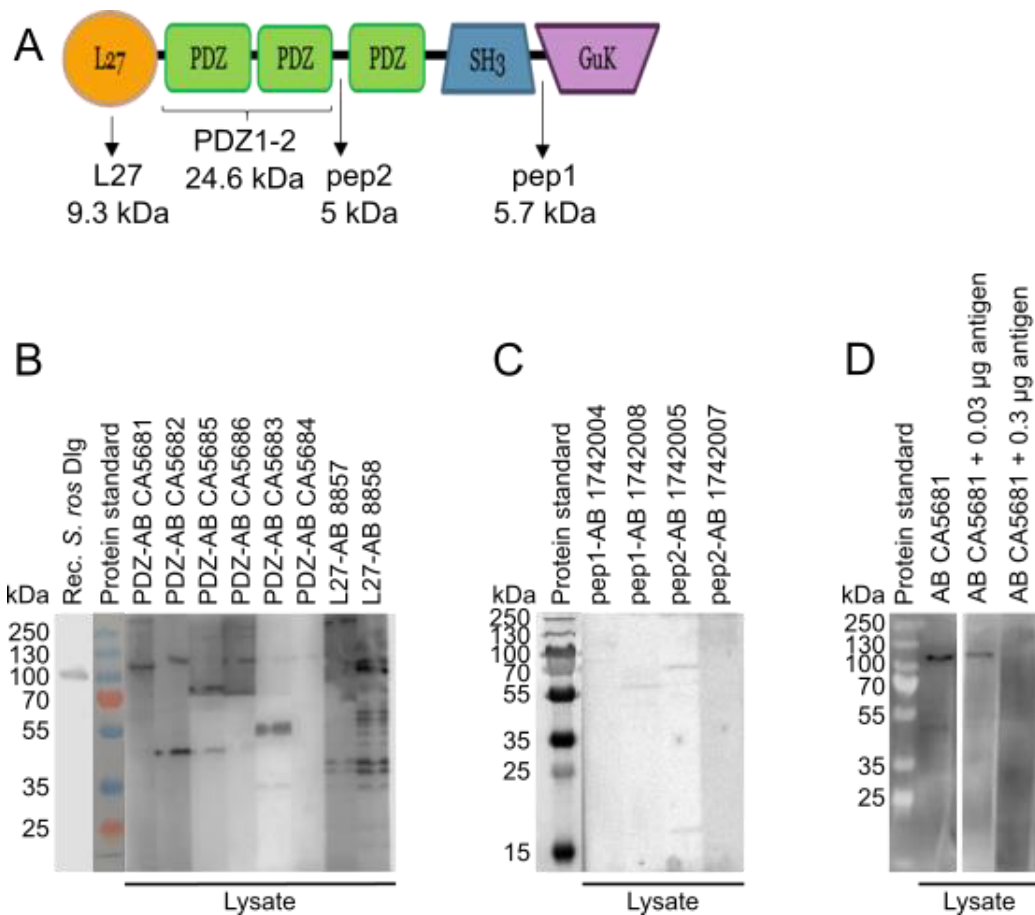 A
L27
PDZ
PDZ
PDZ
SH3
GuK
PDZ1-2
24.6 kDa
L27
9.3 kDa
pep2
5 kDa
pep1
5.7 kDa
B
Rec. S. ros Dlg
Protein standard
PDZ-AB CA5681
PDZ-AB CA5682
PDZ-AB CA5685
PDZ-AB CA5686
PDZ-AB CA5683
PDZ-AB CA5684
L27-AB 8857
L27-AB 8858
kDa
250
130
100
70
55
35
25
Lysate
C
Protein standard
pep1-AB 1742004
pep1-AB 1742008
pep2-AB 1742005
pep2-AB 1742007
kDa
250
130
100
70
55
35
25
15
Lysate
D
Protein standard
AB CA5681
AB CA5681 + 0.03 µg antigen
AB CA5681 + 0.3 µg antigen
kDa
250
130
100
70
55
35
25
Lysate